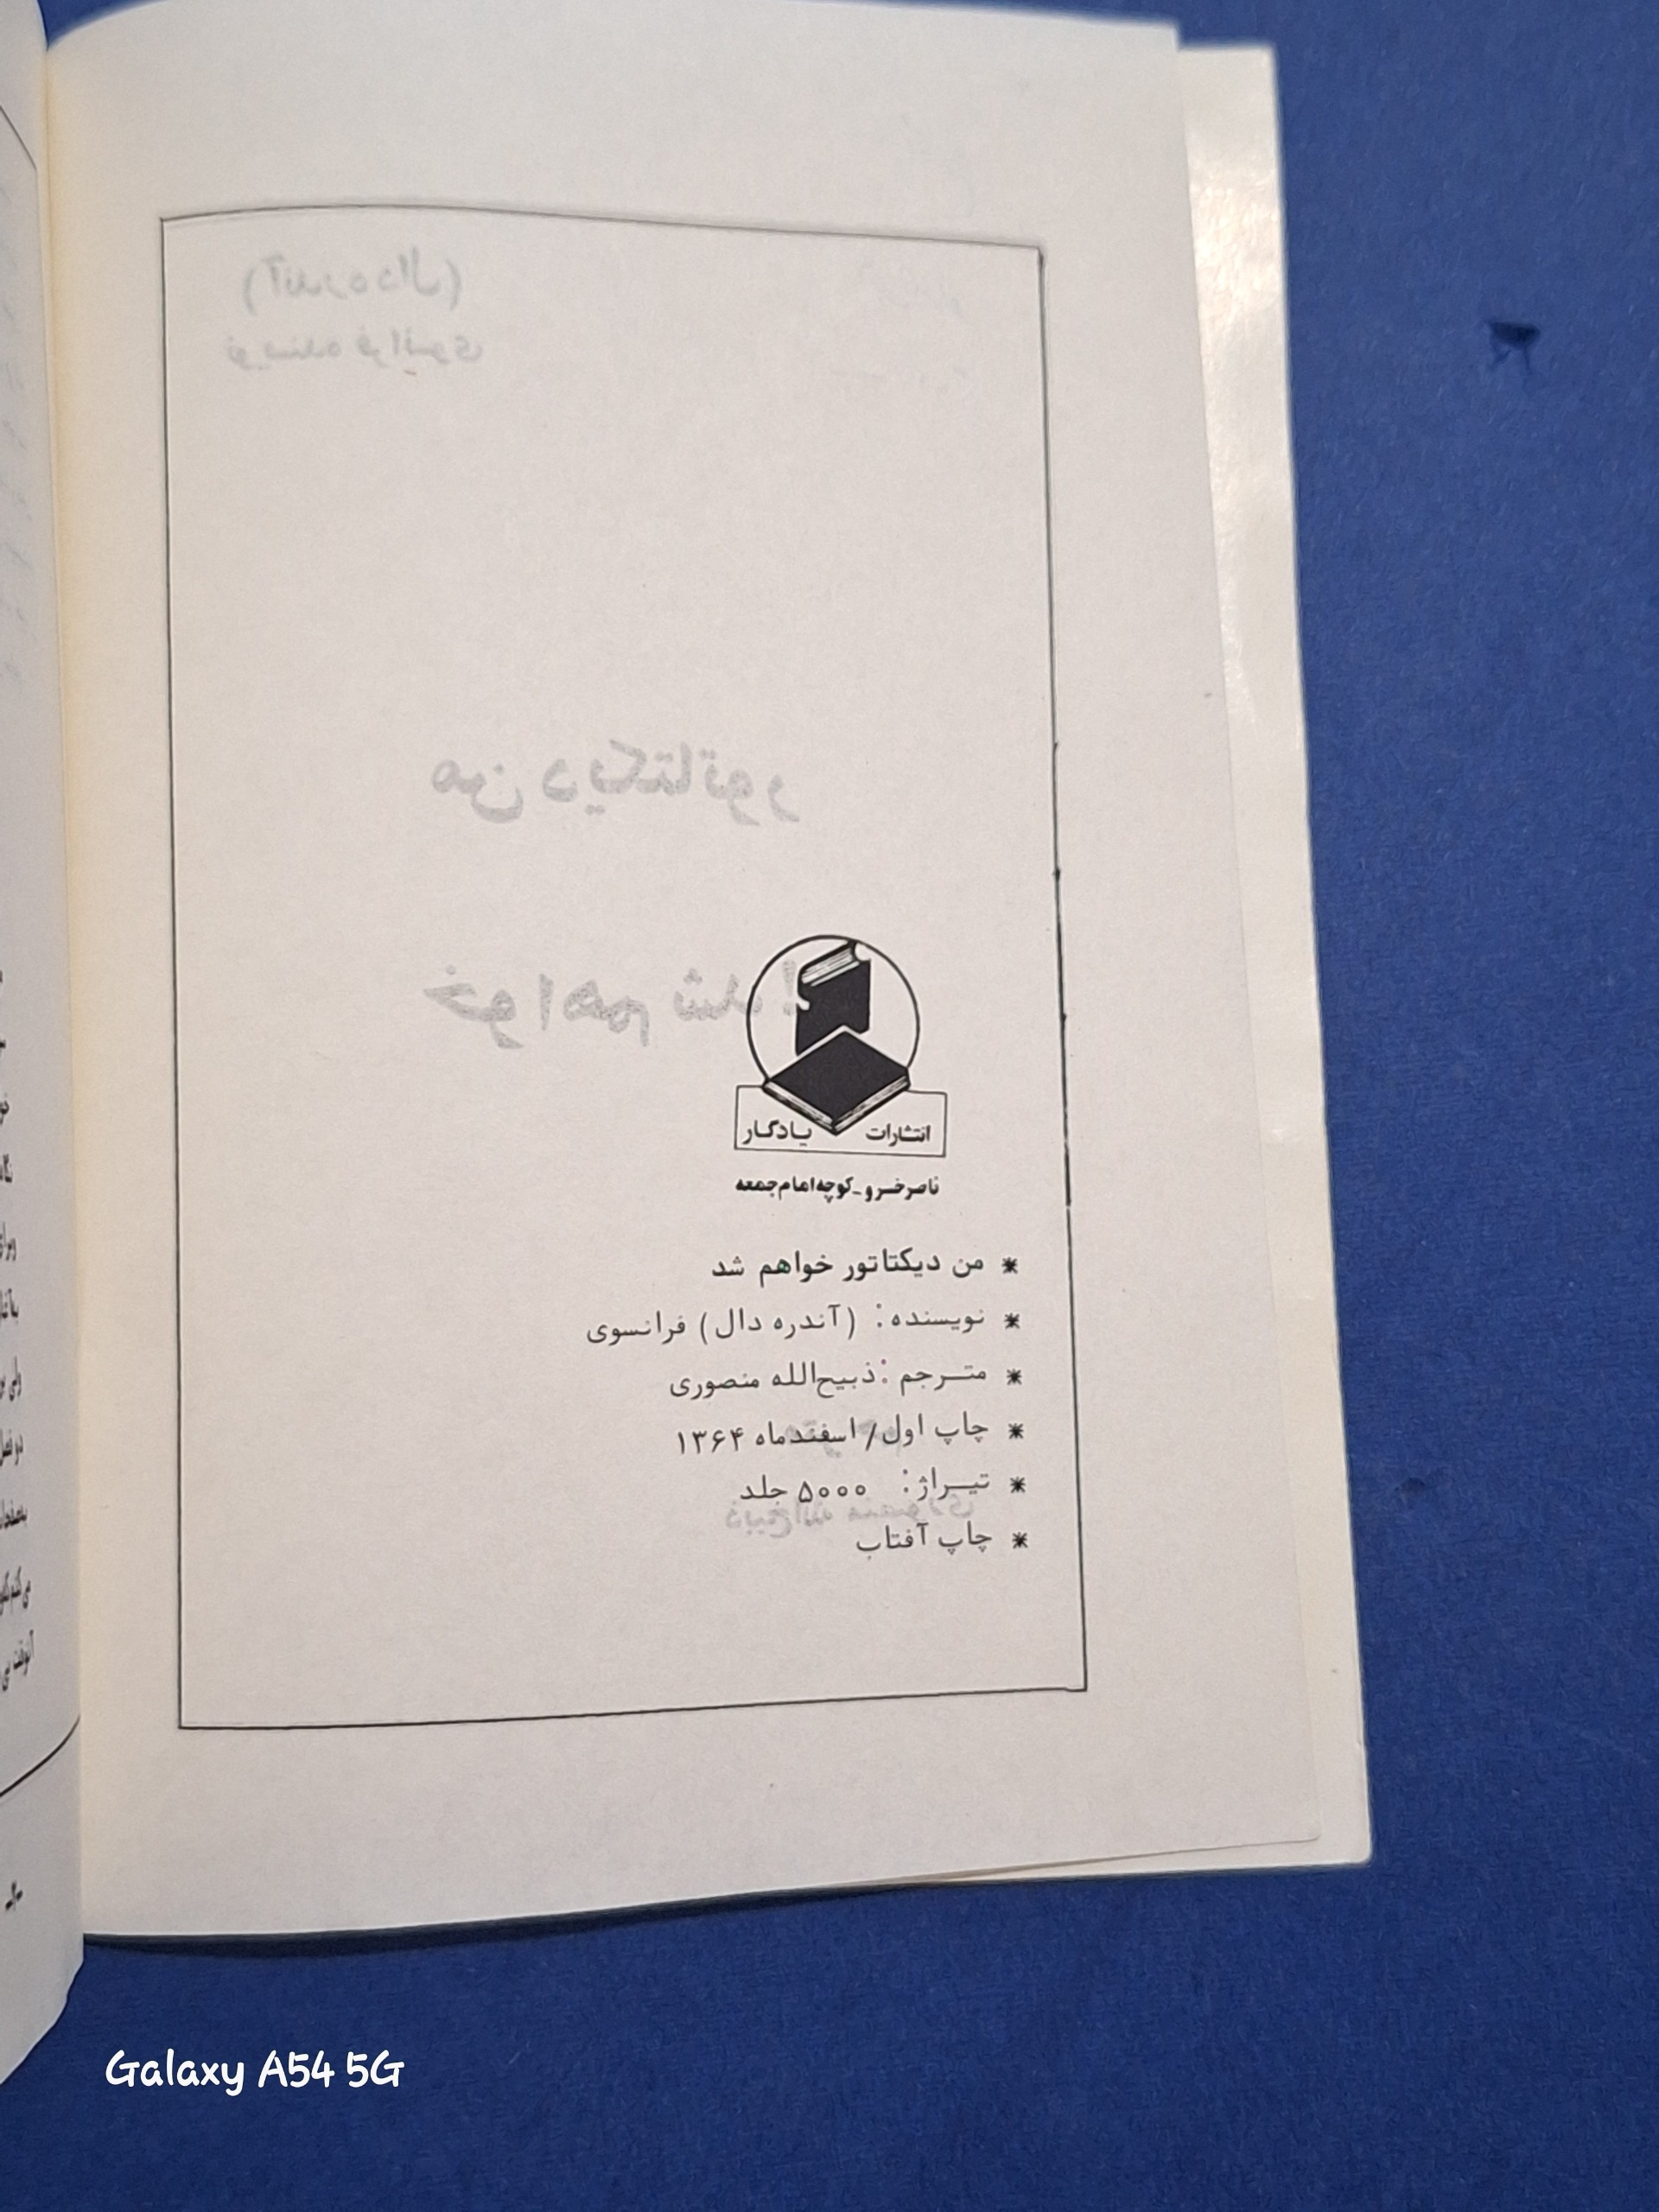 انتشارات یادگار
ناصرخسرو-کوچه امام جمعه
* من دیکتاتور خواهم شد
* نویسنده: (آندره دال) فرانسوی
* مترجم: ذبیح‌الله منصوری
* چاپ اول/ اسفندماه ۱۳۶۴
* تیراژ: ۵۰۰۰ جلد
* چاپ آفتاب
Galaxy A54 5G